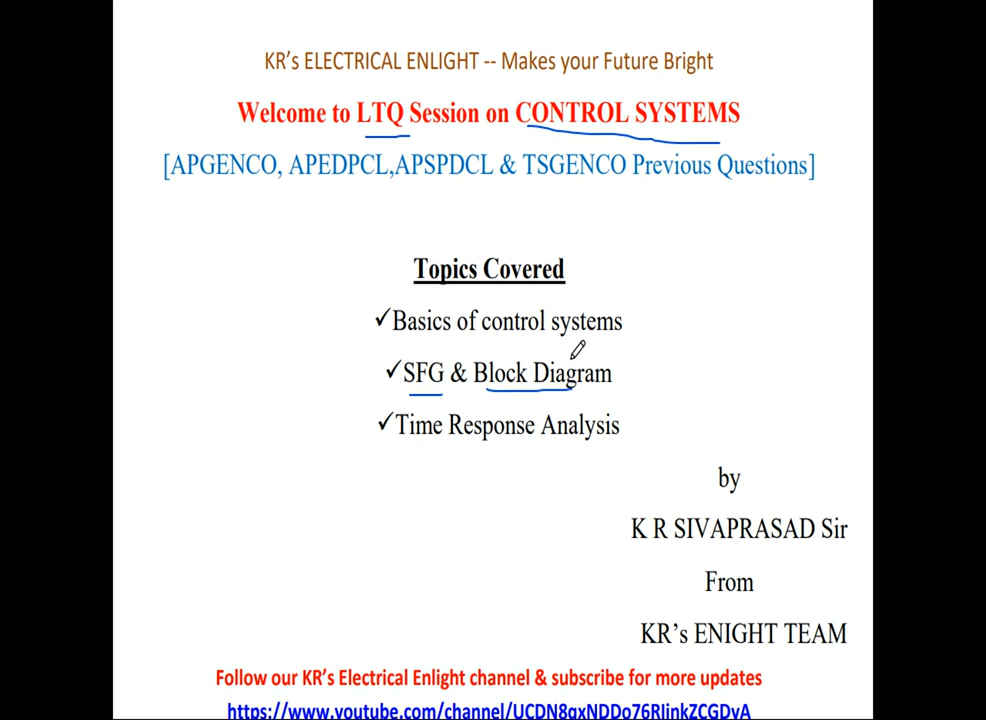 KR's ELECTRICAL ENLIGHT -- Makes your Future Bright
Welcome to LTQ Session on CONTROL SYSTEMS
[APGENCO, APEDPCL,APSPDCL & TSGENCO Previous Questions]
Topics Covered
✓Basics of control systems
✓SFG & Block Diagram
✓Time Response Analysis
by
K R SIVAPRASAD Sir
From
KR's ENIGHT TEAM
Follow our KR's Electrical Enlight channel & subscribe for more updates